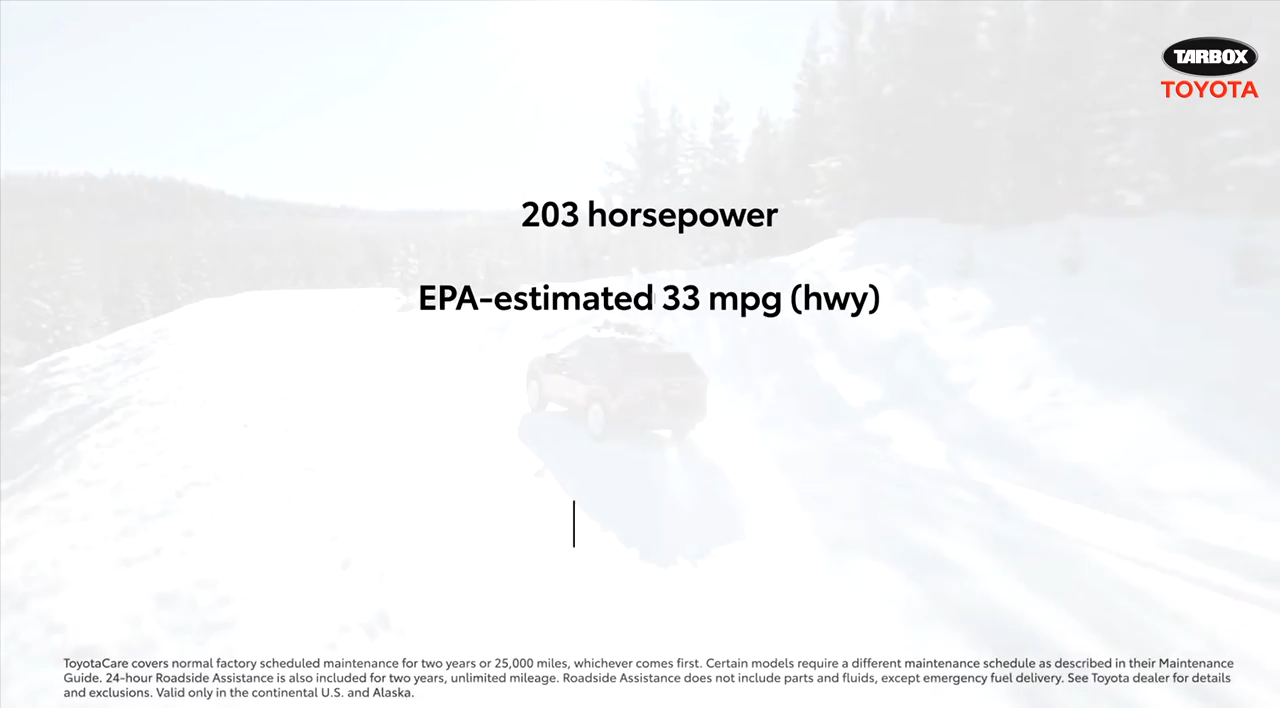 TARBOX
TOYOTA
203 horsepower
EPA-estimated 33 mpg (hwy)
ToyotaCare covers normal factory scheduled maintenance for two years or 25,000 miles, whichever comes first. Certain models require a different maintenance schedule as described in their Maintenance
Guide. 24-hour Roadside Assistance is also included for two years, unlimited mileage. Roadside Assistance does not include parts and fluids, except emergency fuel delivery. See Toyota dealer for details
and exclusions. Valid only in the continental U.S. and Alaska.